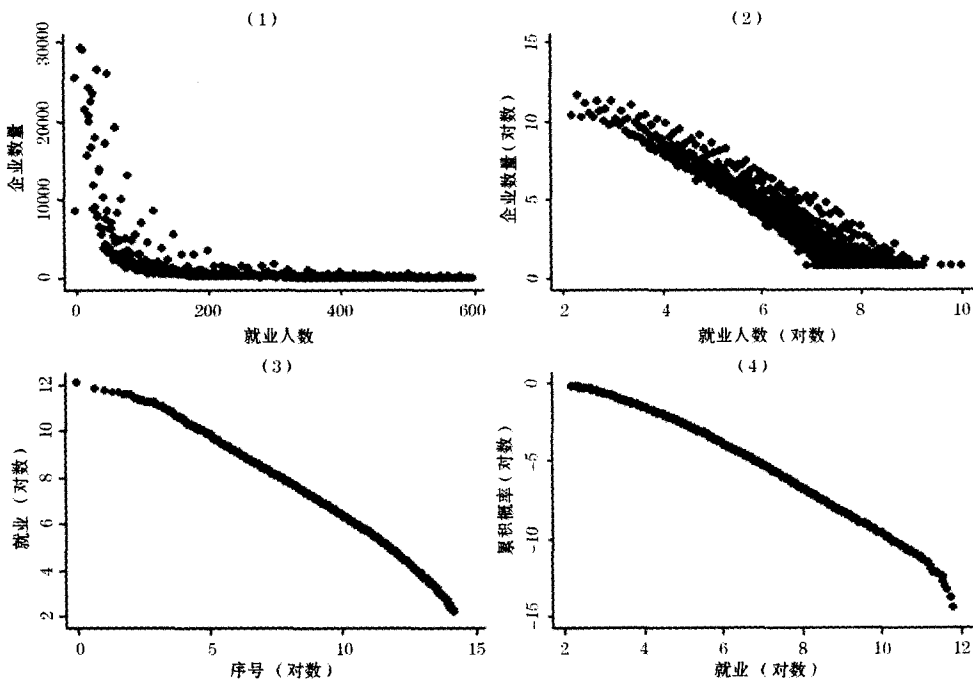 (1)
企业数量
30000
20000
10000
0
0 200 400 600
就业人数
(2)
企业数量(对数)
15
10
5
0
2 4 6 8 10
就业人数(对数)
(3)
就业(对数)
12
10
8
6
4
2
0 5 10 15
序号(对数)
(4)
累积概率(对数)
0
-5
-10
-15
2 4 6 8 10 12
就业(对数)